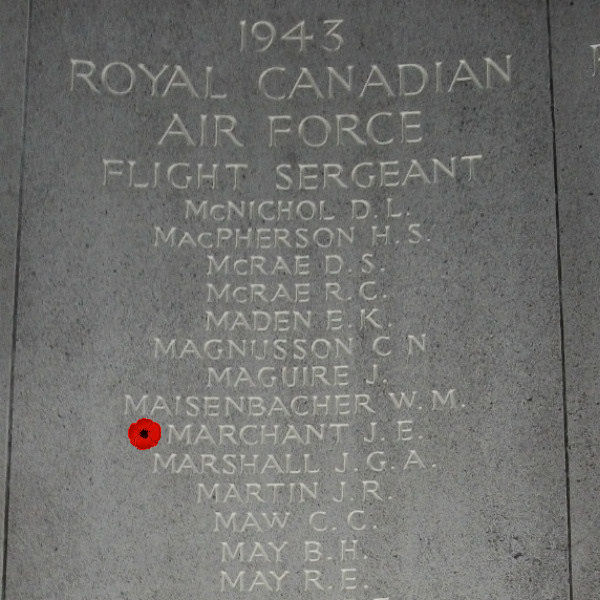 1943
ROYAL CANADIAN
AIR FORCE
FLIGHT SERGEANT
McNICHOL D.L.
MacPHERSON H.S.
McRAE D.S.
McRAE R.C.
MADEN E.K.
MAGNUSSON C N
MAGUIRE J.
MAISENBACHER W.M.
MARCHANT J.E.
MARSHALL J.G.A.
MARTIN J.R.
MAW C.C.
MAY B.H.
MAY R.E.